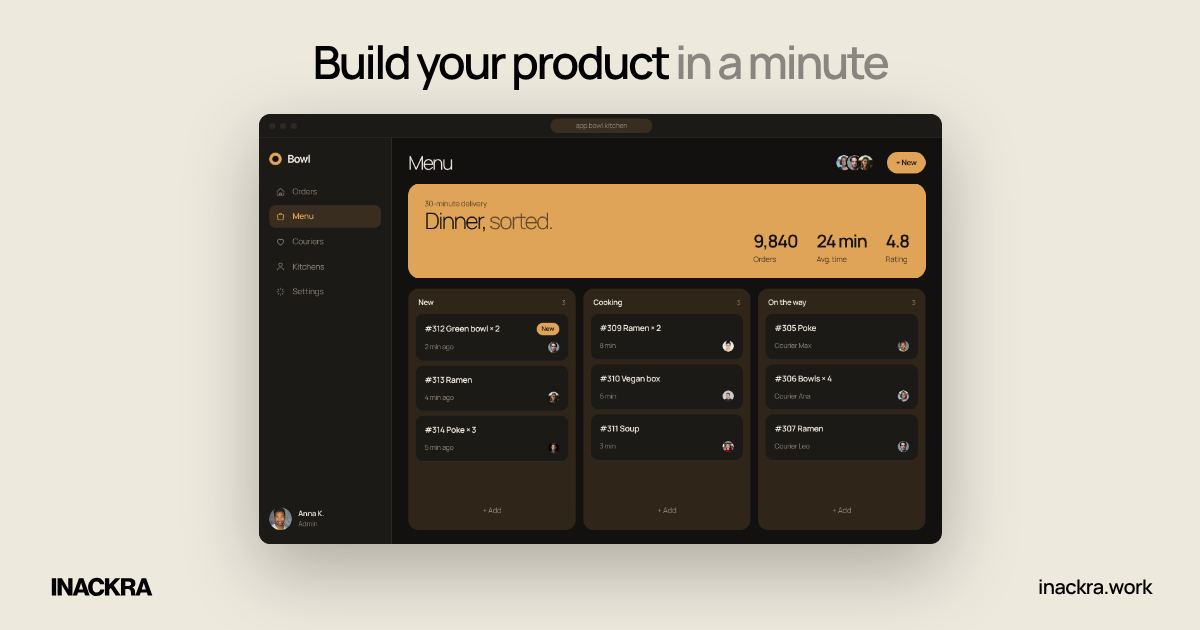 Build your product in a minute
app.bowl.kitchen
Bowl
Orders
Menu
Couriers
Kitchens
Settings
Anna K.
Admin
Menu
+ New
30-minute delivery
Dinner, sorted.
9,840
Orders
24 min
Avg. time
4.8
Rating
New 3
#312 Green bowl × 2 New
2 min ago
#313 Ramen
4 min ago
#314 Poke × 3
5 min ago
+ Add
Cooking 3
#309 Ramen × 2
8 min
#310 Vegan box
6 min
#311 Soup
3 min
+ Add
On the way 3
#305 Poke
Courier Max
#306 Bowls × 4
Courier Ana
#307 Ramen
Courier Leo
+ Add
INACKRA
inackra.work